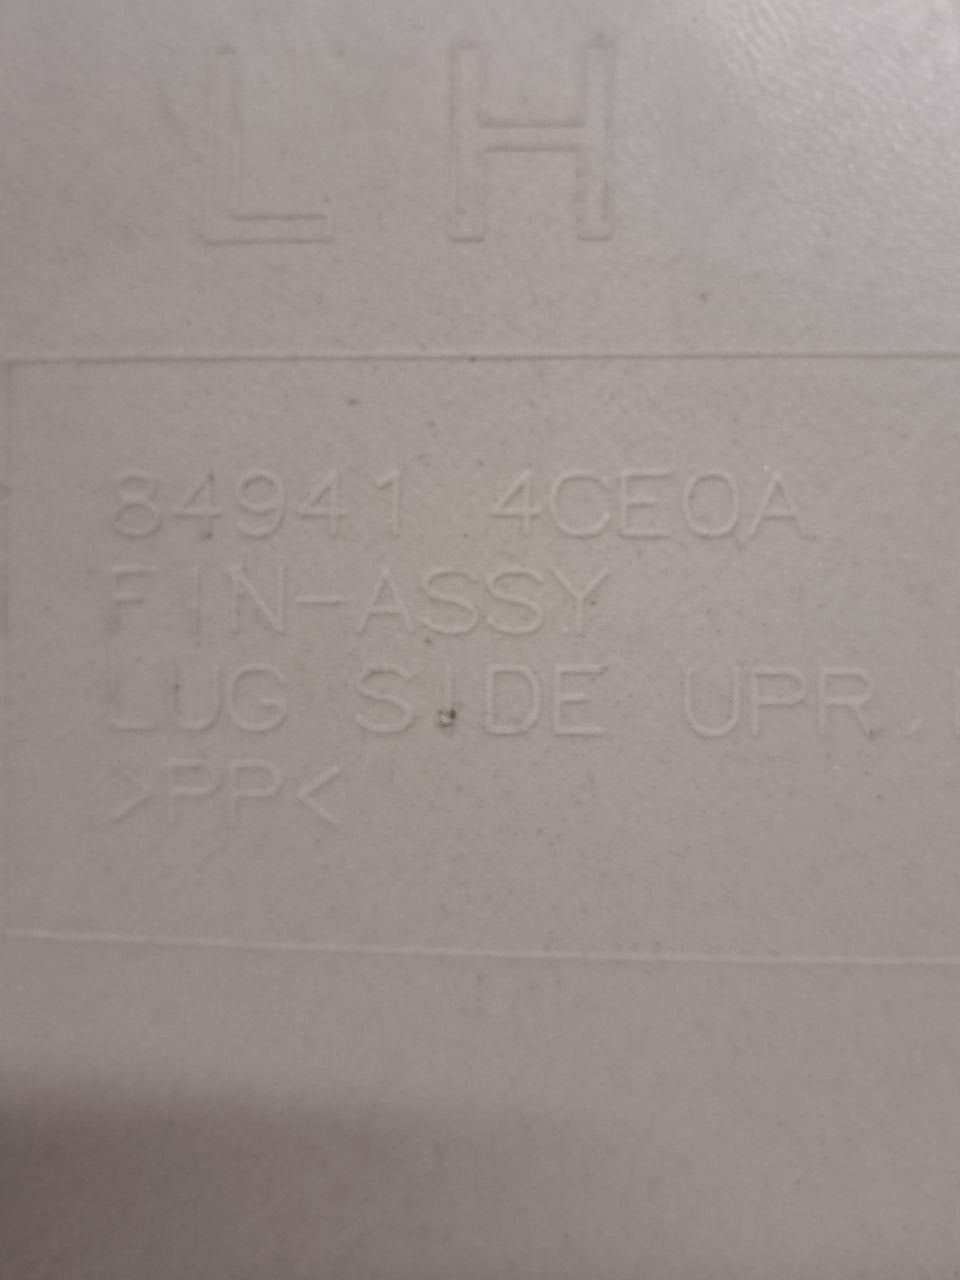 LH
84941 4CE0A
FIN-ASSY
LUG SIDE UPR.
>PP<